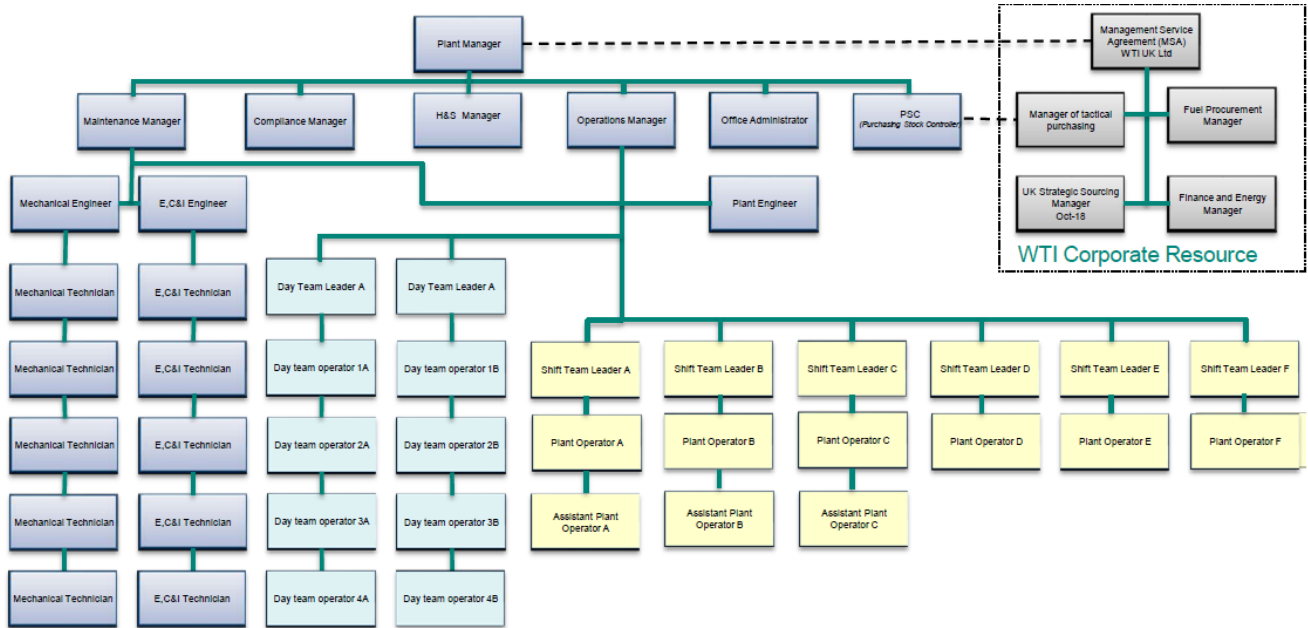 Plant Manager
Management Service
Agreement (MSA)
WTI UK Ltd
Maintenance Manager
Compliance Manager
H&S Manager
Operations Manager
Office Administrator
PSC
(Purchasing Stock Controller)
Manager of tactical
purchasing
Fuel Procurement
Manager
Mechanical Engineer
E,C&I Engineer
Plant Engineer
UK Strategic Sourcing
Manager
Oct-18
Finance and Energy
Manager
WTI Corporate Resource
Mechanical Technician
E,C&I Technician
Day Team Leader A
Day Team Leader A
Mechanical Technician
E,C&I Technician
Day team operator 1A
Day team operator 1B
Shift Team Leader A
Shift Team Leader B
Shift Team Leader C
Shift Team Leader D
Shift Team Leader E
Shift Team Leader F
Mechanical Technician
E,C&I Technician
Day team operator 2A
Day team operator 2B
Plant Operator A
Plant Operator B
Plant Operator C
Plant Operator D
Plant Operator E
Plant Operator F
Mechanical Technician
E,C&I Technician
Day team operator 3A
Day team operator 3B
Assistant Plant
Operator A
Assistant Plant
Operator B
Assistant Plant
Operator C
Mechanical Technician
E,C&I Technician
Day team operator 4A
Day team operator 4B